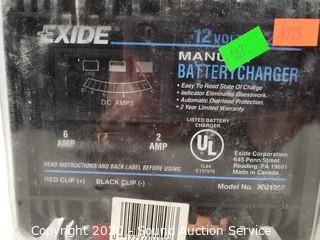 EXIDE
12 VOLT
157
MANU
BATTERY CHARGER
• Easy To Read State Of Charge
• Indicator Eliminates Guesswork.
• Automatic Overload Protection.
• 2 Year Limited Warranty.
DC AMPS
6 AMP
2 AMP
LISTED BATTERY CHARGER
UL
Exide Corporation
645 Penn Street
Reading, PA 19601
Made in Canada
READ INSTRUCTIONS AND BACK LABEL BEFORE USING
RED CLIP (+) BLACK CLIP (-)
Model No.
Copyright 2020 - Sound Auction Service